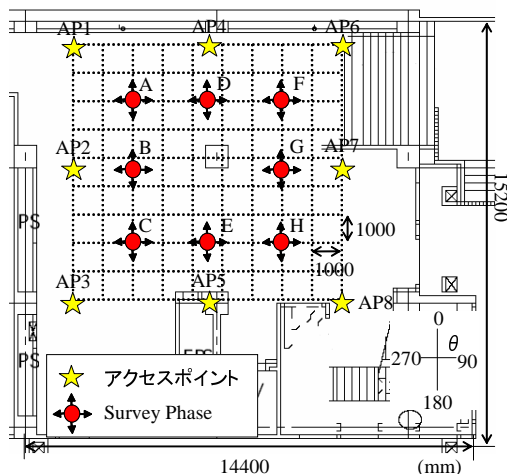 AP1
AP4
AP6
A
D
F
AP2
B
G
AP7
C
E
H
1000
1000
AP3
AP5
AP8
PS
PS
0
θ
270
90
180
アクセスポイント
Survey Phase
14400
(mm)
15200